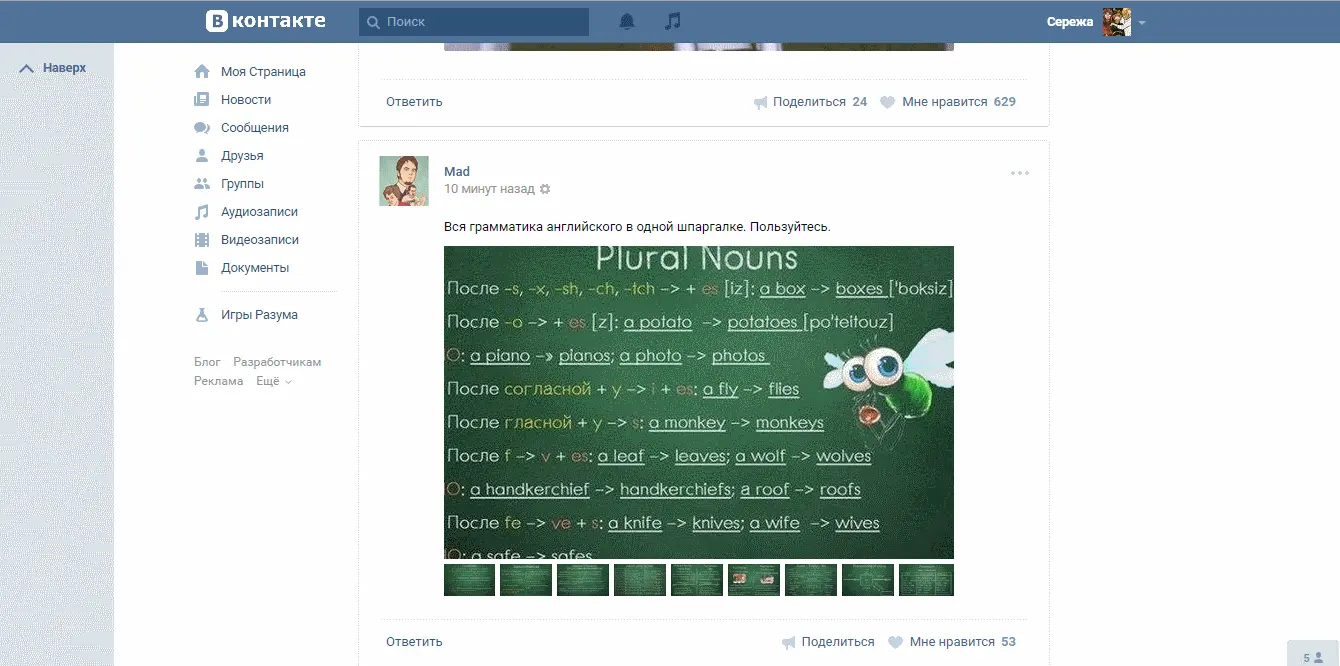 В контакте
Поиск
Сережа
Наверх
Моя Страница
Новости
Сообщения
Друзья
Группы
Аудиозаписи
Видеозаписи
Документы
Игры Разума
Блог Разработчикам
Реклама Ещё
Ответить
Поделиться 24 Мне нравится 629
Mad
10 минут назад
Вся грамматика английского в одной шпаргалке. Пользуйтесь.
Plural Nouns
После -s, -x, -sh, -ch, -tch -> + es [iz]: a box -> boxes ['boksiz]
После -o -> + es [z]: a potato -> potatoes [po'teitouz]
О: a piano -» pianos; a photo -> photos
После согласной + y -> i + es: a fly -> flies
После гласной + y -> s: a monkey -> monkeys
После f -> v + es: a leaf -> leaves; a wolf -> wolves
О: a handkerchief -> handkerchiefs; a roof -> roofs
После fe -> ve + s: a knife -> knives; a wife -> wives
О: a safe -> safes
Ответить
Поделиться Мне нравится 53
5